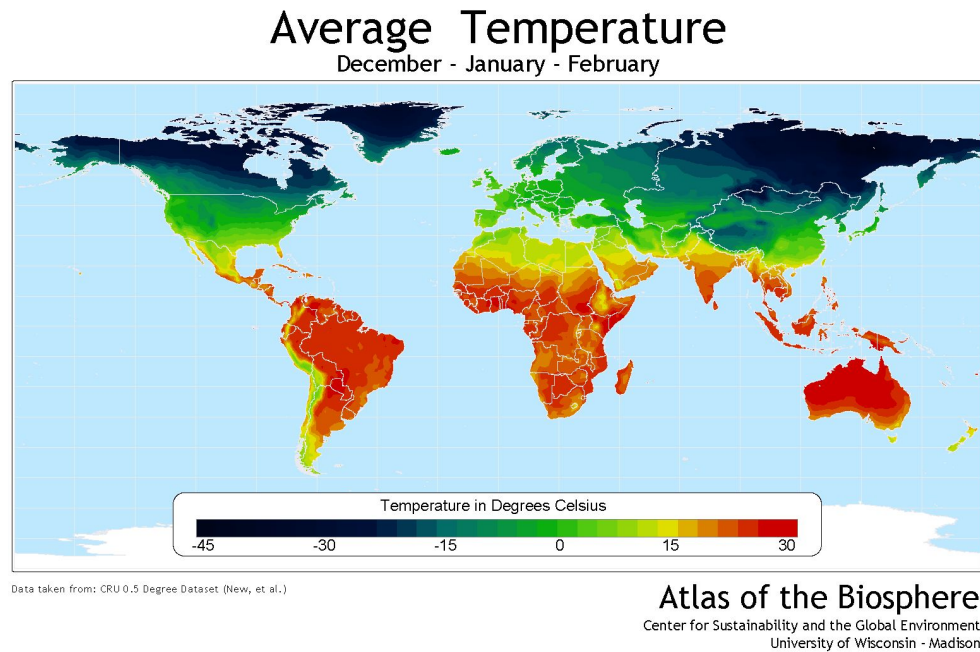 Average Temperature
December - January - February
Temperature in Degrees Celsius
-45 -30 -15 0 15 30
Data taken from: CRU 0.5 Degree Dataset (New, et al.)
Atlas of the Biosphere
Center for Sustainability and the Global Environment
University of Wisconsin - Madison